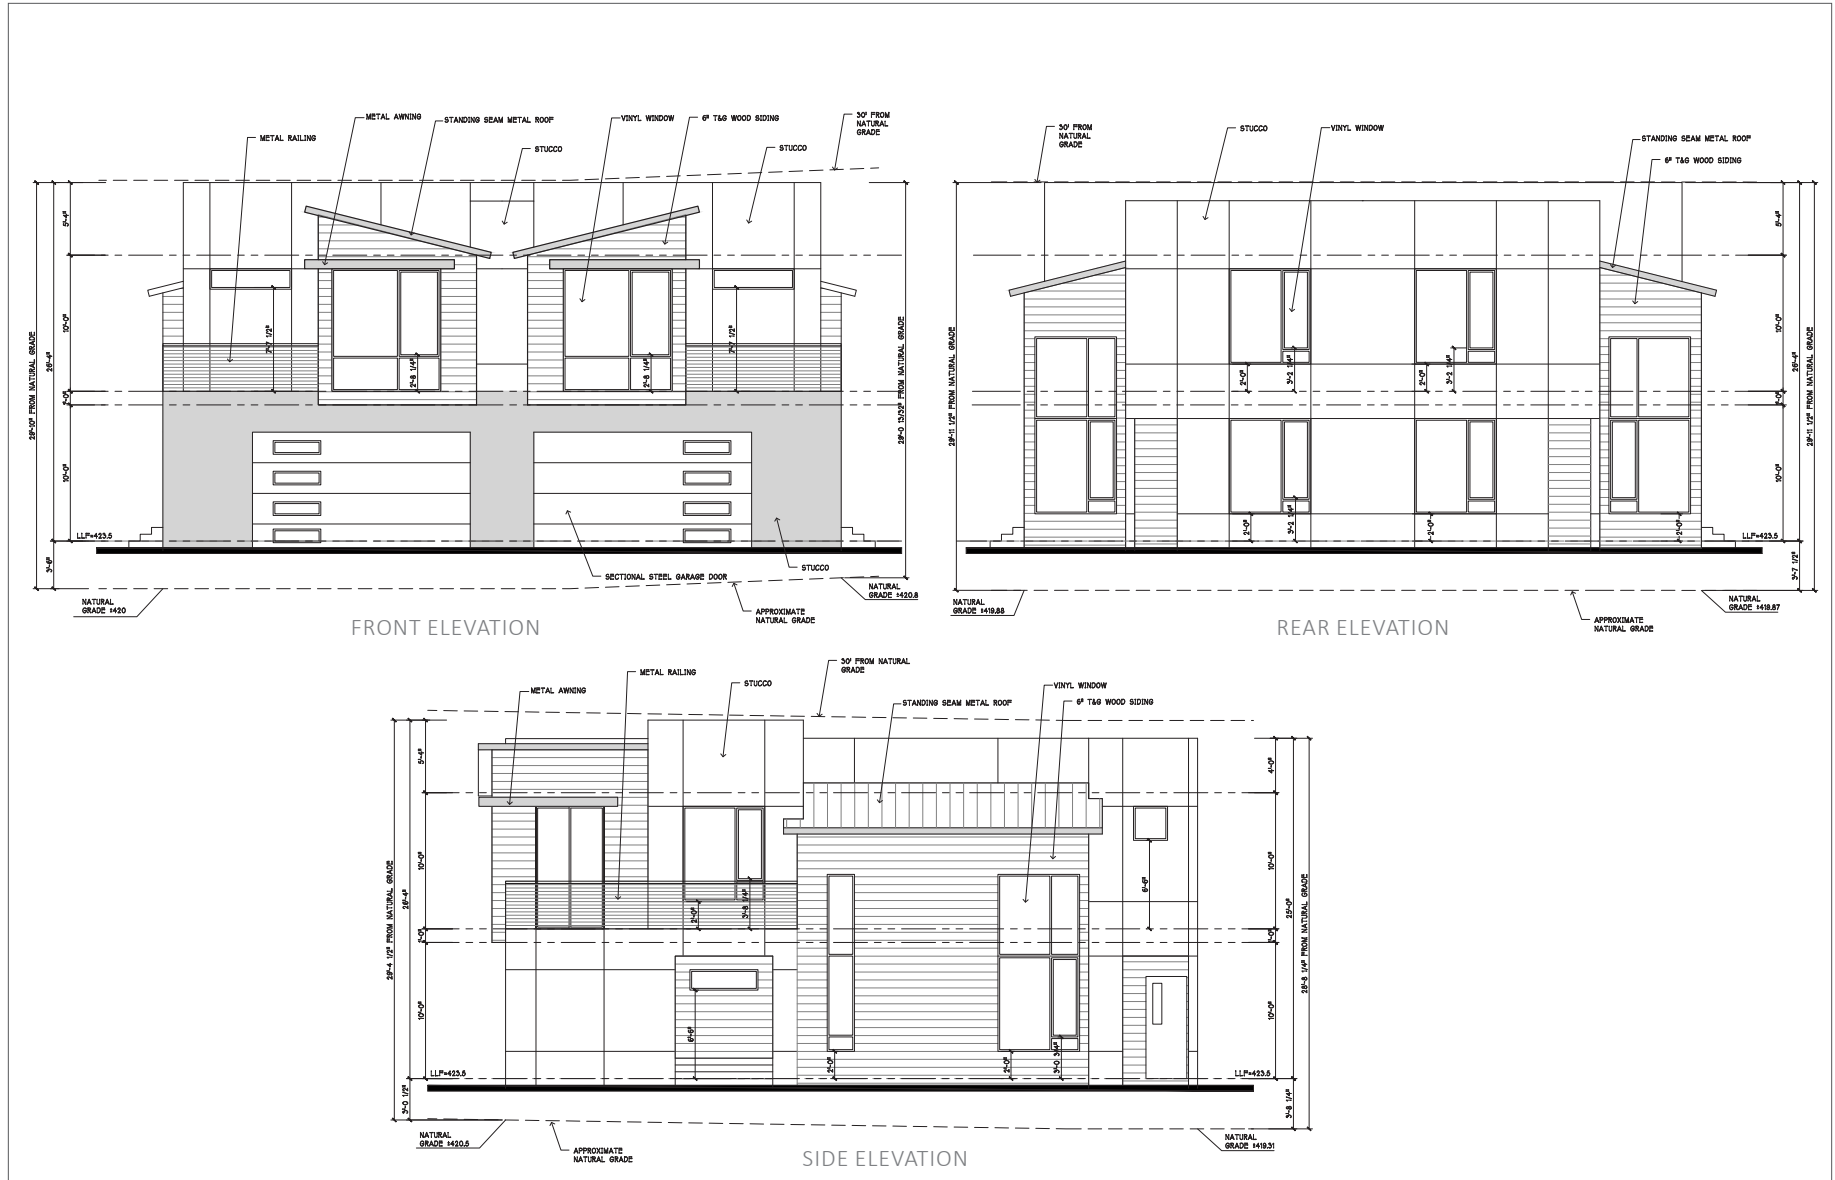 METAL RAILING
METAL AWNING
STANDING SEAM METAL ROOF
STUCCO
VINYL WINDOW
6" T&G WOOD SIDING
STUCCO
30' FROM
NATURAL
GRADE
5'-4"
10'-0"
1'-0"
10'-0"
26'-4"
3'-6"
29'-10" FROM NATURAL GRADE
7'-7 1/2"
2'-8 1/4"
2'-8 1/4"
7'-7 1/2"
29'-0 13/32" FROM NATURAL GRADE
LLF=423.5
SECTIONAL STEEL GARAGE DOOR
STUCCO
NATURAL
GRADE ±420
APPROXIMATE
NATURAL GRADE
NATURAL
GRADE ±420.8
FRONT ELEVATION
30' FROM
NATURAL
GRADE
STUCCO
VINYL WINDOW
STANDING SEAM METAL ROOF
6" T&G WOOD SIDING
29'-11 1/2" FROM NATURAL GRADE
2'-0"
3'-2 1/4"
2'-0"
3'-2 1/4"
2'-0"
3'-2 1/4"
2'-0"
2'-0"
5'-4"
10'-0"
1'-0"
10'-0"
26'-4"
3'-7 1/2"
29'-11 1/2" FROM NATURAL GRADE
LLF=423.5
NATURAL
GRADE ±419.88
APPROXIMATE
NATURAL GRADE
NATURAL
GRADE ±419.87
REAR ELEVATION
METAL AWNING
METAL RAILING
STUCCO
30' FROM NATURAL
GRADE
STANDING SEAM METAL ROOF
VINYL WINDOW
6" T&G WOOD SIDING
5'-4"
10'-0"
1'-0"
10'-0"
26'-4"
3'-0 1/2"
29'-4 1/2" FROM NATURAL GRADE
2'-0"
3'-8 1/4"
6'-6"
6'-6"
2'-0"
2'-0"
3'-0 3/4"
4'-0"
10'-0"
1'-0"
10'-0"
25'-0"
3'-8 1/4"
28'-8 1/4" FROM NATURAL GRADE
LLF=423.5
LLF=423.5
NATURAL
GRADE ±420.5
APPROXIMATE
NATURAL GRADE
NATURAL
GRADE ±419.31
SIDE ELEVATION